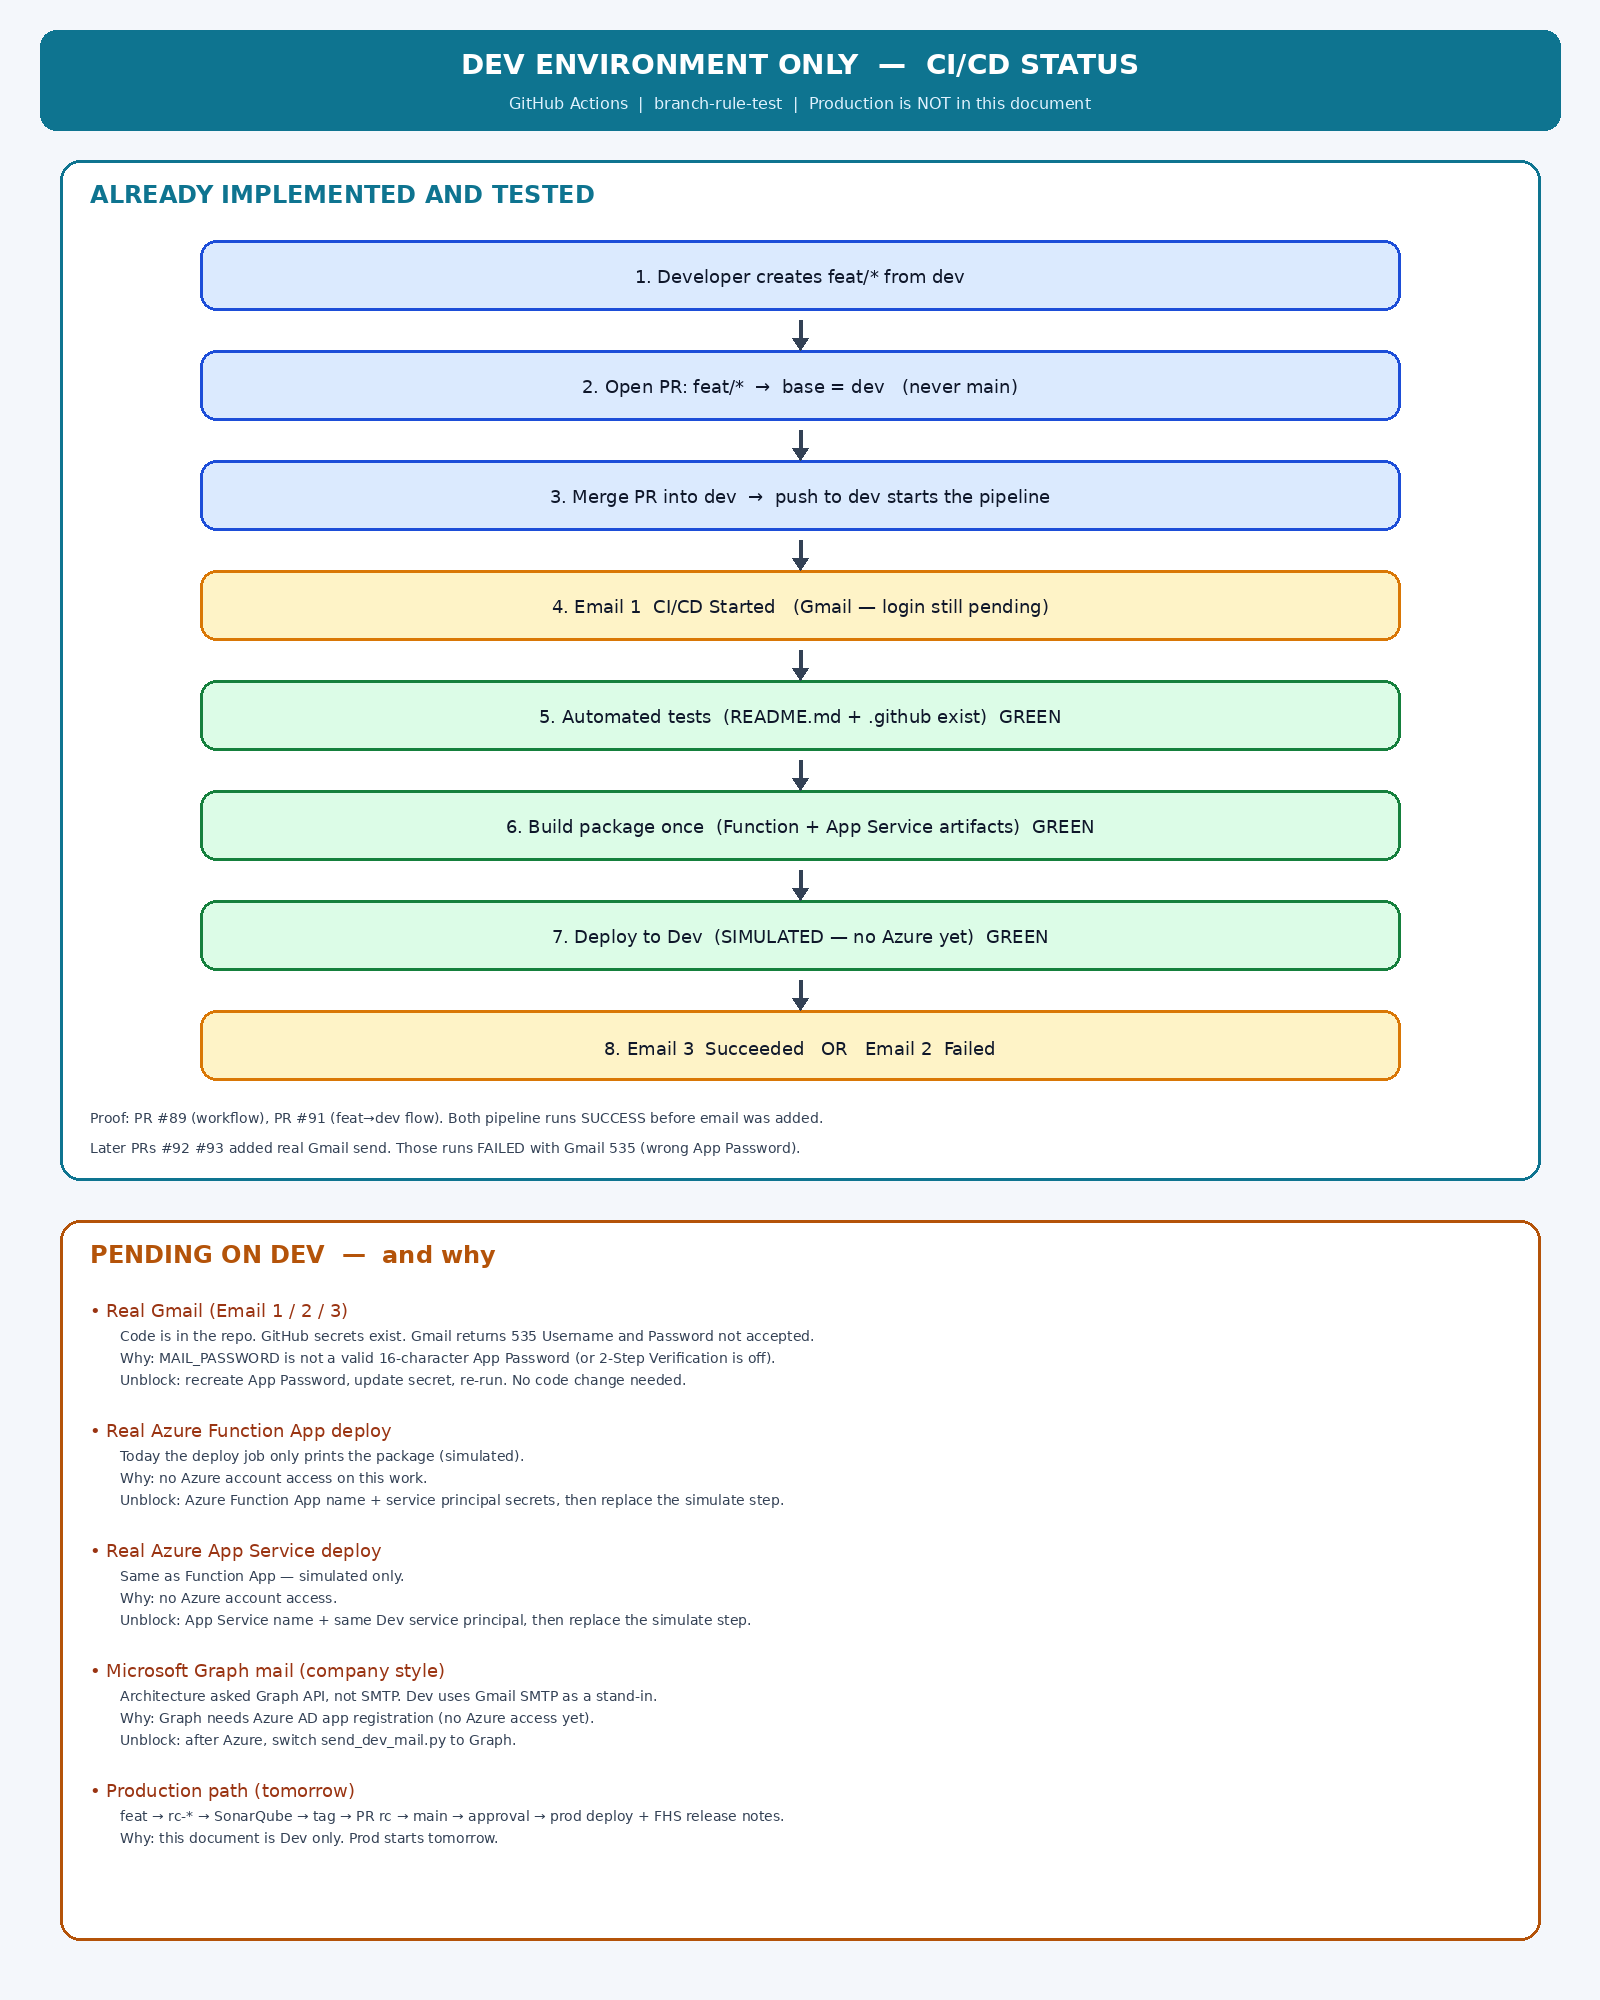 DEV ENVIRONMENT ONLY — CI/CD STATUS
GitHub Actions | branch-rule-test | Production is NOT in this document
ALREADY IMPLEMENTED AND TESTED
1. Developer creates feat/* from dev
2. Open PR: feat/* → base = dev (never main)
3. Merge PR into dev → push to dev starts the pipeline
4. Email 1 CI/CD Started (Gmail — login still pending)
5. Automated tests (README.md + .github exist) GREEN
6. Build package once (Function + App Service artifacts) GREEN
7. Deploy to Dev (SIMULATED — no Azure yet) GREEN
8. Email 3 Succeeded OR Email 2 Failed
Proof: PR #89 (workflow), PR #91 (feat→dev flow). Both pipeline runs SUCCESS before email was added.
Later PRs #92 #93 added real Gmail send. Those runs FAILED with Gmail 535 (wrong App Password).
PENDING ON DEV — and why
• Real Gmail (Email 1 / 2 / 3)
Code is in the repo. GitHub secrets exist. Gmail returns 535 Username and Password not accepted.
Why: MAIL_PASSWORD is not a valid 16-character App Password (or 2-Step Verification is off).
Unblock: recreate App Password, update secret, re-run. No code change needed.
• Real Azure Function App deploy
Today the deploy job only prints the package (simulated).
Why: no Azure account access on this work.
Unblock: Azure Function App name + service principal secrets, then replace the simulate step.
• Real Azure App Service deploy
Same as Function App — simulated only.
Why: no Azure account access.
Unblock: App Service name + same Dev service principal, then replace the simulate step.
• Microsoft Graph mail (company style)
Architecture asked Graph API, not SMTP. Dev uses Gmail SMTP as a stand-in.
Why: Graph needs Azure AD app registration (no Azure access yet).
Unblock: after Azure, switch send_dev_mail.py to Graph.
• Production path (tomorrow)
feat → rc-* → SonarQube → tag → PR rc → main → approval → prod deploy + FHS release notes.
Why: this document is Dev only. Prod starts tomorrow.